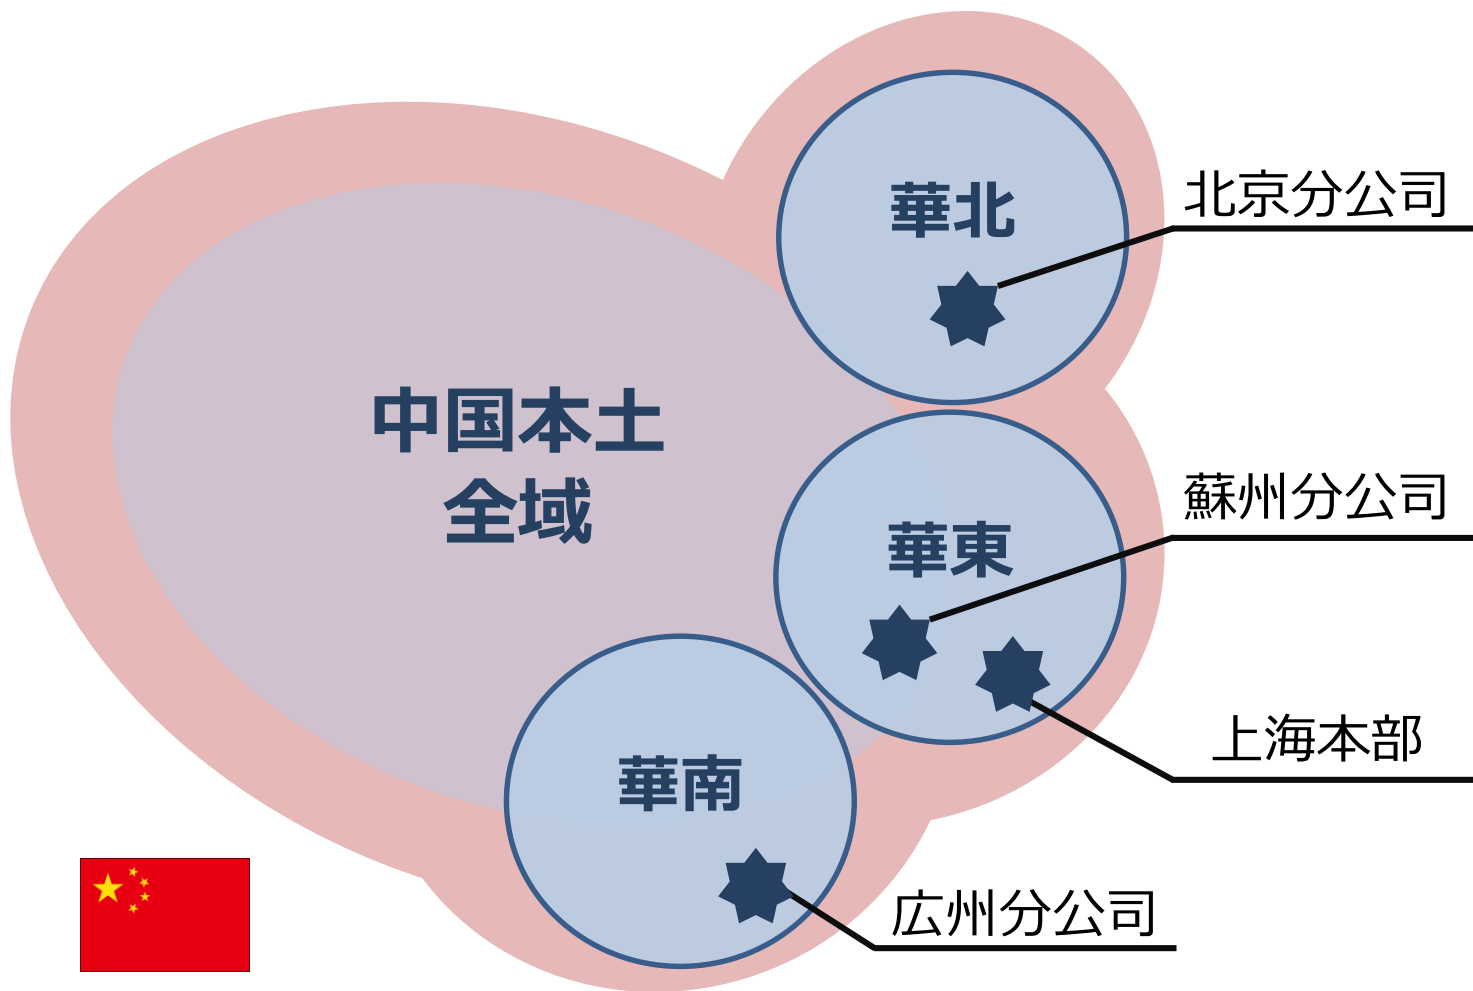 華北
北京分公司
中国本土
全域
華東
蘇州分公司
上海本部
華南
広州分公司